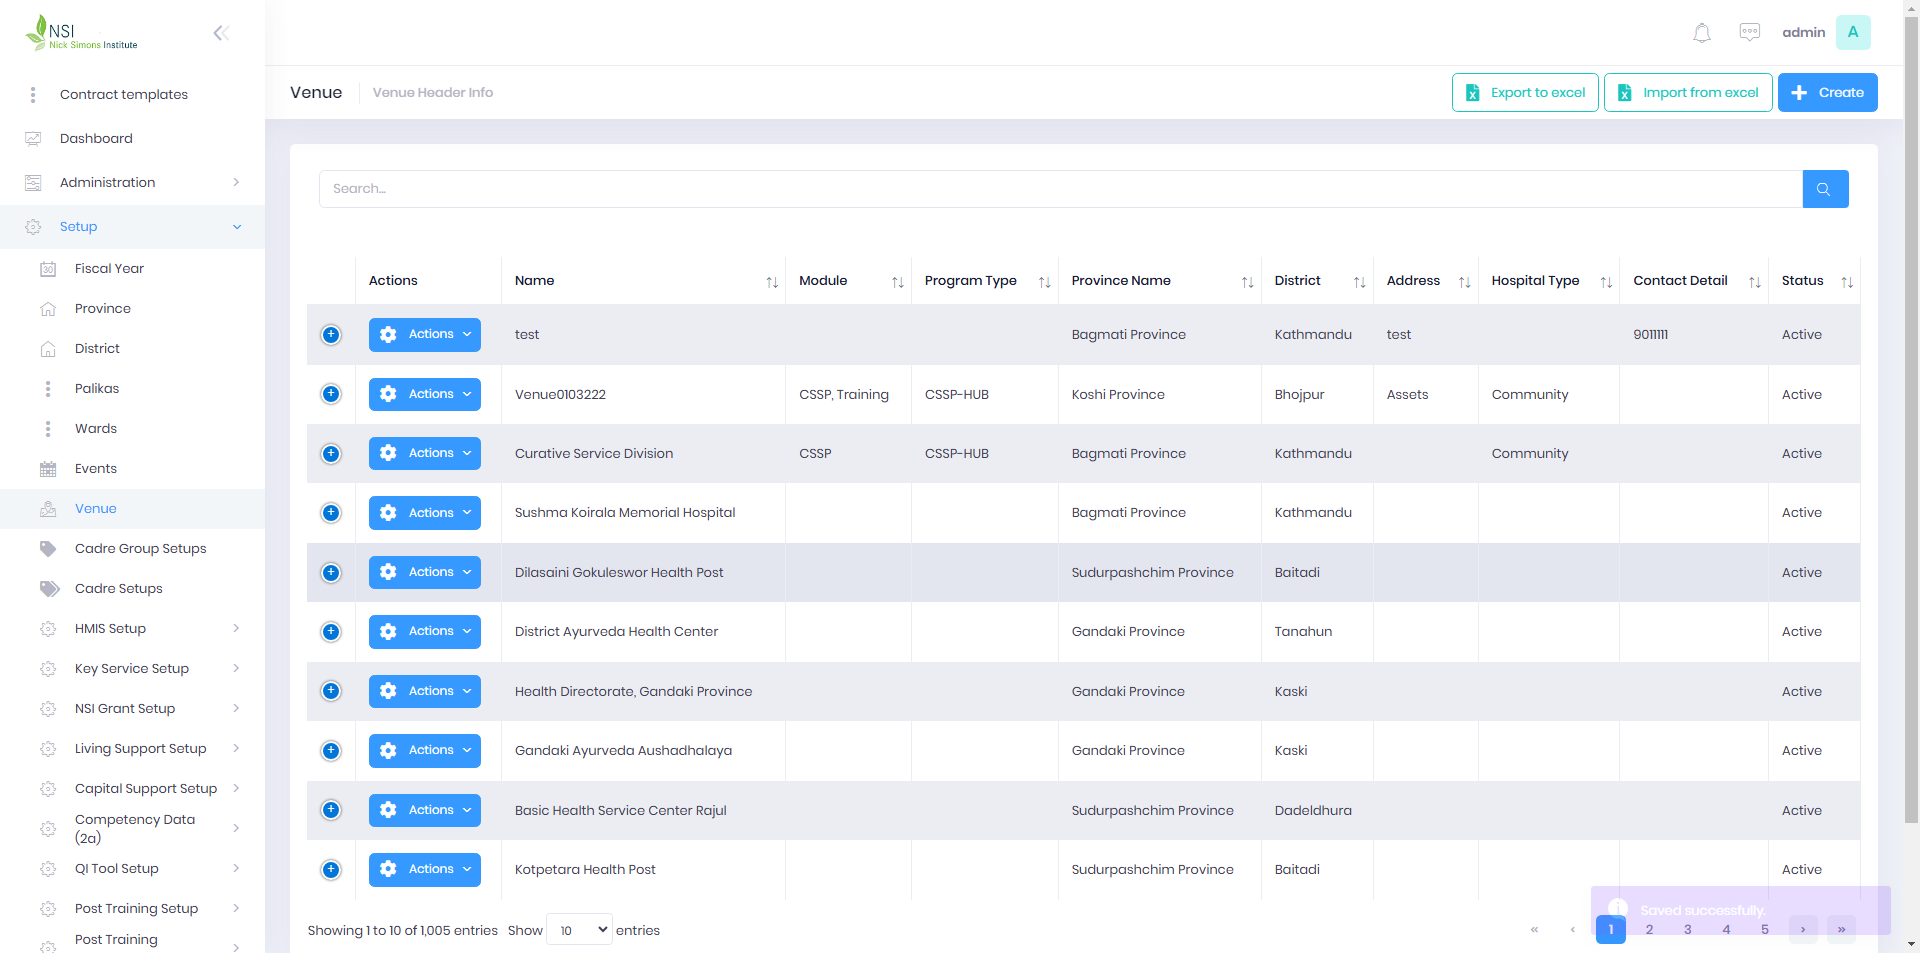 NSI
Nick Simons Institute
admin
A
Contract templates
Dashboard
Administration
Setup
Fiscal Year
30
Province
District
Palikas
Wards
Events
Venue
Cadre Group Setups
Cadre Setups
HMIS Setup
Key Service Setup
NSI Grant Setup
Living Support Setup
Capital Support Setup
Competency Data
(2a)
QI Tool Setup
Post Training Setup
Post Training
Venue Venue Header Info
Export to excel Import from excel Create
Search...
Actions Name Module Program Type Province Name District Address Hospital Type Contact Detail Status
Actions test Bagmati Province Kathmandu test 9011111 Active
Actions Venue0103222 CSSP, Training CSSP-HUB Koshi Province Bhojpur Assets Community Active
Actions Curative Service Division CSSP CSSP-HUB Bagmati Province Kathmandu Community Active
Actions Sushma Koirala Memorial Hospital Bagmati Province Kathmandu Active
Actions Dilasaini Gokuleswor Health Post Sudurpashchim Province Baitadi Active
Actions District Ayurveda Health Center Gandaki Province Tanahun Active
Actions Health Directorate, Gandaki Province Gandaki Province Kaski Active
Actions Gandaki Ayurveda Aushadhalaya Gandaki Province Kaski Active
Actions Basic Health Service Center Rajul Sudurpashchim Province Dadeldhura Active
Actions Kotpetara Health Post Sudurpashchim Province Baitadi Active
Saved successfully.
Showing 1 to 10 of 1,005 entries Show 10 entries
« ‹ 1 2 3 4 5 › »